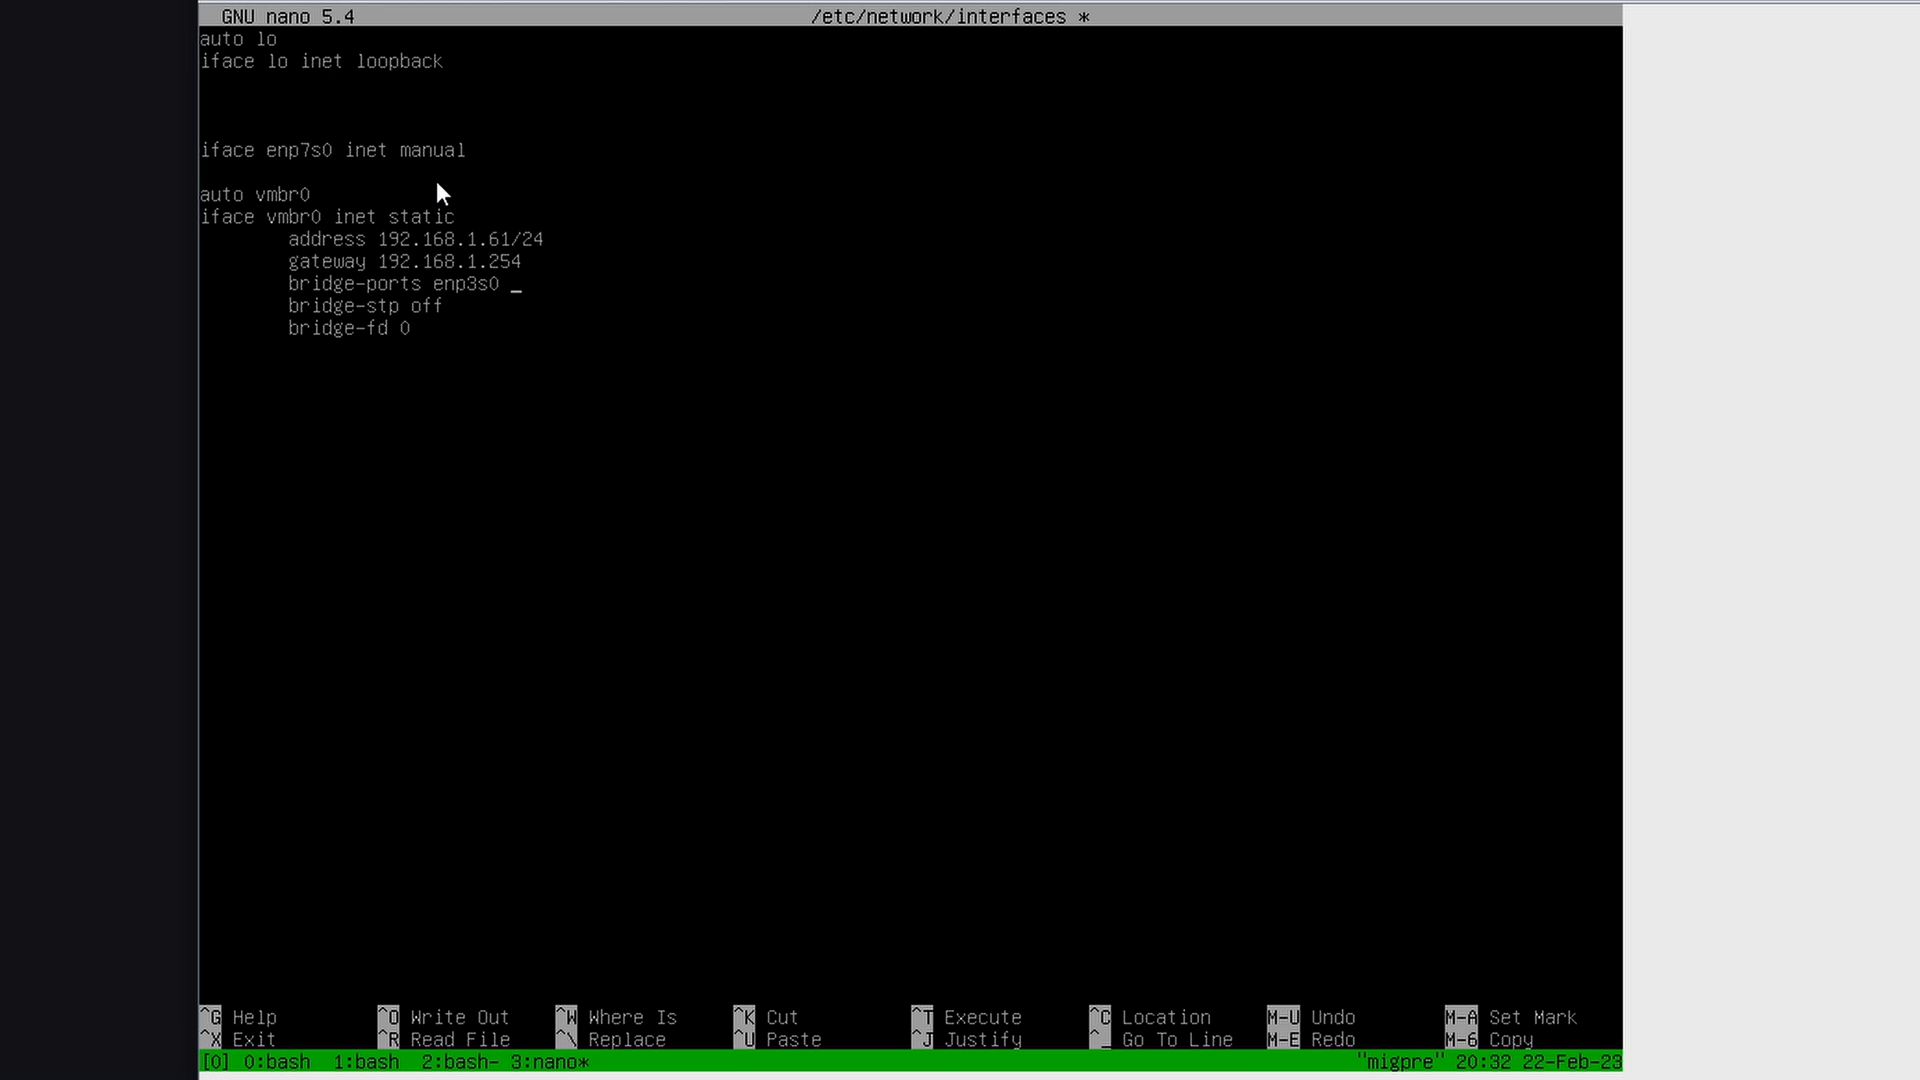 GNU nano 5.4 /etc/network/interfaces *
auto lo
iface lo inet loopback
iface enp7s0 inet manual
auto vmbr0
iface vmbr0 inet static
address 192.168.1.61/24
gateway 192.168.1.254
bridge-ports enp3s0 _
bridge-stp off
bridge-fd 0
^G Help ^O Write Out ^W Where Is ^K Cut ^T Execute ^C Location M-U Undo M-A Set Mark
^X Exit ^R Read File ^\ Replace ^U Paste ^J Justify ^_ Go To Line M-E Redo M-6 Copy
[0] 0:bash 1:bash 2:bash- 3:nano* "migpre" 20:32 22-Feb-23